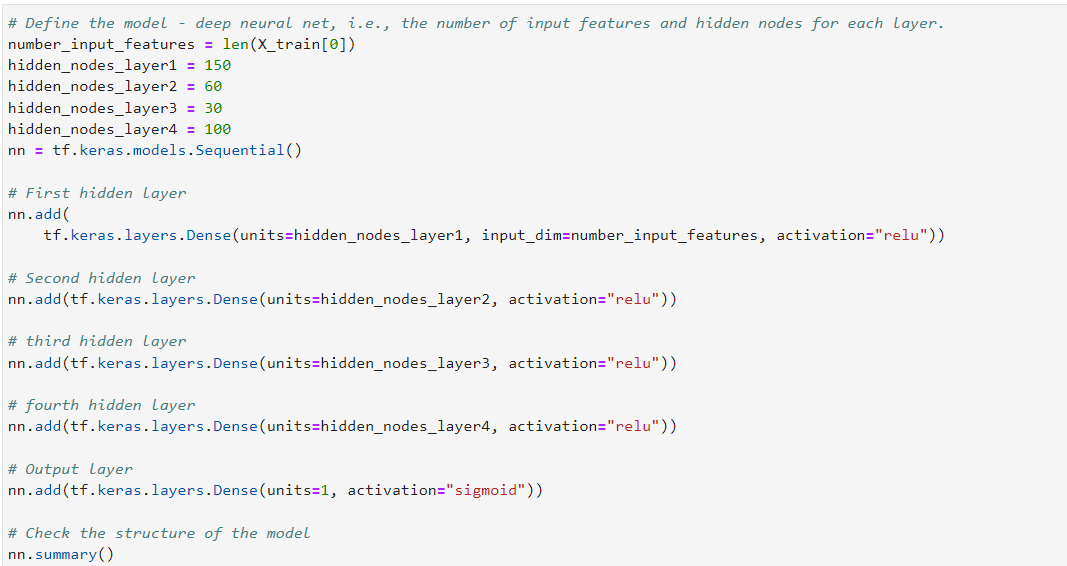 # Define the model - deep neural net, i.e., the number of input features and hidden nodes for each layer.
number_input_features = len(X_train[0])
hidden_nodes_layer1 = 150
hidden_nodes_layer2 = 60
hidden_nodes_layer3 = 30
hidden_nodes_layer4 = 100
nn = tf.keras.models.Sequential()

# First hidden layer
nn.add(
    tf.keras.layers.Dense(units=hidden_nodes_layer1, input_dim=number_input_features, activation="relu"))

# Second hidden layer
nn.add(tf.keras.layers.Dense(units=hidden_nodes_layer2, activation="relu"))

# third hidden layer
nn.add(tf.keras.layers.Dense(units=hidden_nodes_layer3, activation="relu"))

# fourth hidden layer
nn.add(tf.keras.layers.Dense(units=hidden_nodes_layer4, activation="relu"))

# Output layer
nn.add(tf.keras.layers.Dense(units=1, activation="sigmoid"))

# Check the structure of the model
nn.summary()